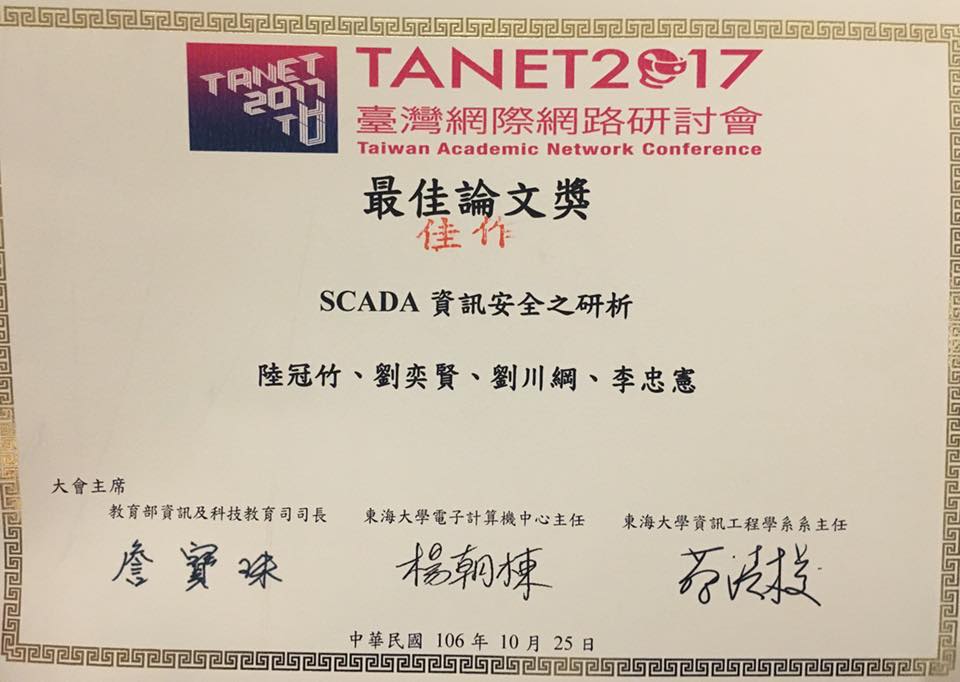 TANET
2017
THU
TANET2017
臺灣網際網路研討會
Taiwan Academic Network Conference
最佳論文獎
佳作
SCADA 資訊安全之研析
陸冠竹、劉奕賢、劉川綱、李忠憲
大會主席
教育部資訊及科技教育司司長
東海大學電子計算機中心主任
東海大學資訊工程學系系主任
詹寶珠
楊朝棟
中華民國 106 年 10 月 25 日